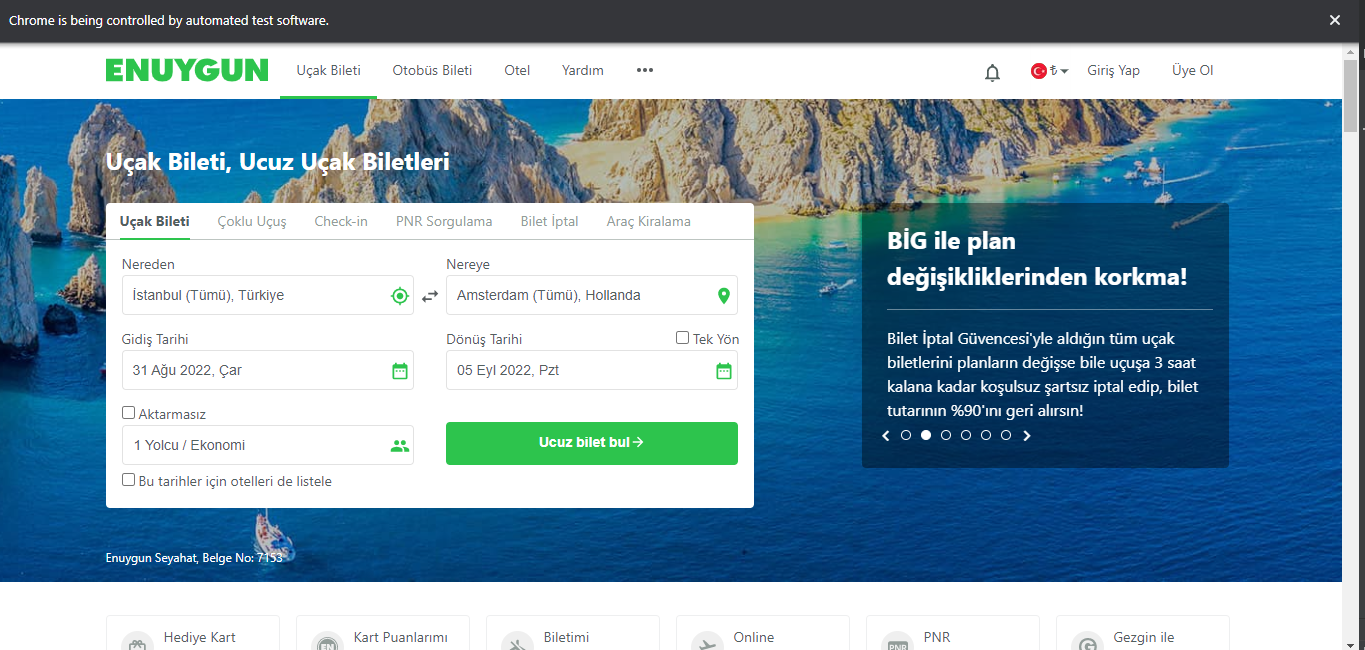 Chrome is being controlled by automated test software.
ENUYGUN Uçak Bileti Otobüs Bileti Otel Yardım ₺ Giriş Yap Üye Ol
Uçak Bileti, Ucuz Uçak Biletleri
Uçak Bileti Çoklu Uçuş Check-in PNR Sorgulama Bilet İptal Araç Kiralama
Nereden Nereye
İstanbul (Tümü), Türkiye Amsterdam (Tümü), Hollanda
Gidiş Tarihi Dönüş Tarihi Tek Yön
31 Ağu 2022, Çar 05 Eyl 2022, Pzt
Aktarmasız
1 Yolcu / Ekonomi Ucuz bilet bul
Bu tarihler için otelleri de listele
BİG ile plan
değişikliklerinden korkma!
Bilet İptal Güvencesi'yle aldığın tüm uçak
biletlerini planların değişse bile uçuşa 3 saat
kalana kadar koşulsuz şartsız iptal edip, bilet
tutarının %90'ını geri alırsın!
Enuygun Seyahat, Belge No: 7153
Hediye Kart EN Kart Puanlarımı Biletimi Online PNR PNR G Gezgin ile